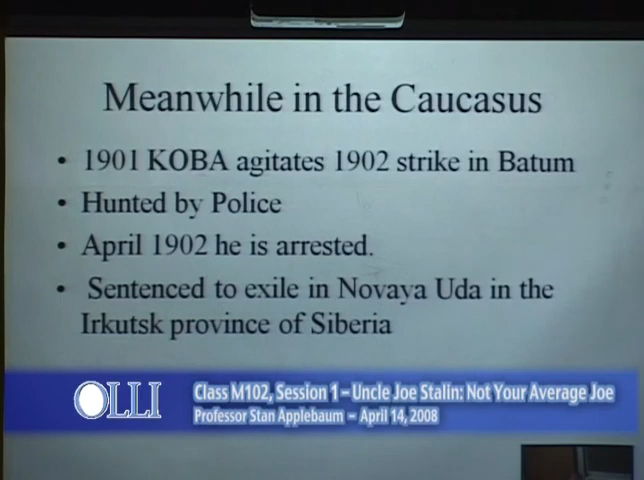 Meanwhile in the Caucasus
• 1901 KOBA agitates 1902 strike in Batum
• Hunted by Police
• April 1902 he is arrested.
• Sentenced to exile in Novaya Uda in the
Irkutsk province of Siberia
OLLI
Class M102, Session 1 – Uncle Joe Stalin: Not Your Average Joe
Professor Stan Applebaum – April 14, 2008